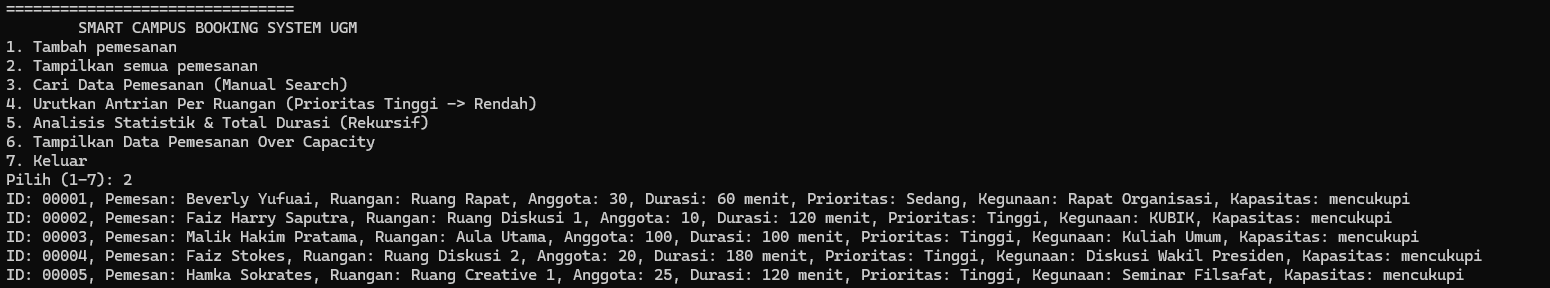 ================================
SMART CAMPUS BOOKING SYSTEM UGM
1. Tambah pemesanan
2. Tampilkan semua pemesanan
3. Cari Data Pemesanan (Manual Search)
4. Urutkan Antrian Per Ruangan (Prioritas Tinggi -> Rendah)
5. Analisis Statistik & Total Durasi (Rekursif)
6. Tampilkan Data Pemesanan Over Capacity
7. Keluar
Pilih (1-7): 2
ID: 00001, Pemesan: Beverly Yufuai, Ruangan: Ruang Rapat, Anggota: 30, Durasi: 60 menit, Prioritas: Sedang, Kegunaan: Rapat Organisasi, Kapasitas: mencukupi
ID: 00002, Pemesan: Faiz Harry Saputra, Ruangan: Ruang Diskusi 1, Anggota: 10, Durasi: 120 menit, Prioritas: Tinggi, Kegunaan: KUBIK, Kapasitas: mencukupi
ID: 00003, Pemesan: Malik Hakim Pratama, Ruangan: Aula Utama, Anggota: 100, Durasi: 100 menit, Prioritas: Tinggi, Kegunaan: Kuliah Umum, Kapasitas: mencukupi
ID: 00004, Pemesan: Faiz Stokes, Ruangan: Ruang Diskusi 2, Anggota: 20, Durasi: 180 menit, Prioritas: Tinggi, Kegunaan: Diskusi Wakil Presiden, Kapasitas: mencukupi
ID: 00005, Pemesan: Hamka Sokrates, Ruangan: Ruang Creative 1, Anggota: 25, Durasi: 120 menit, Prioritas: Tinggi, Kegunaan: Seminar Filsafat, Kapasitas: mencukupi